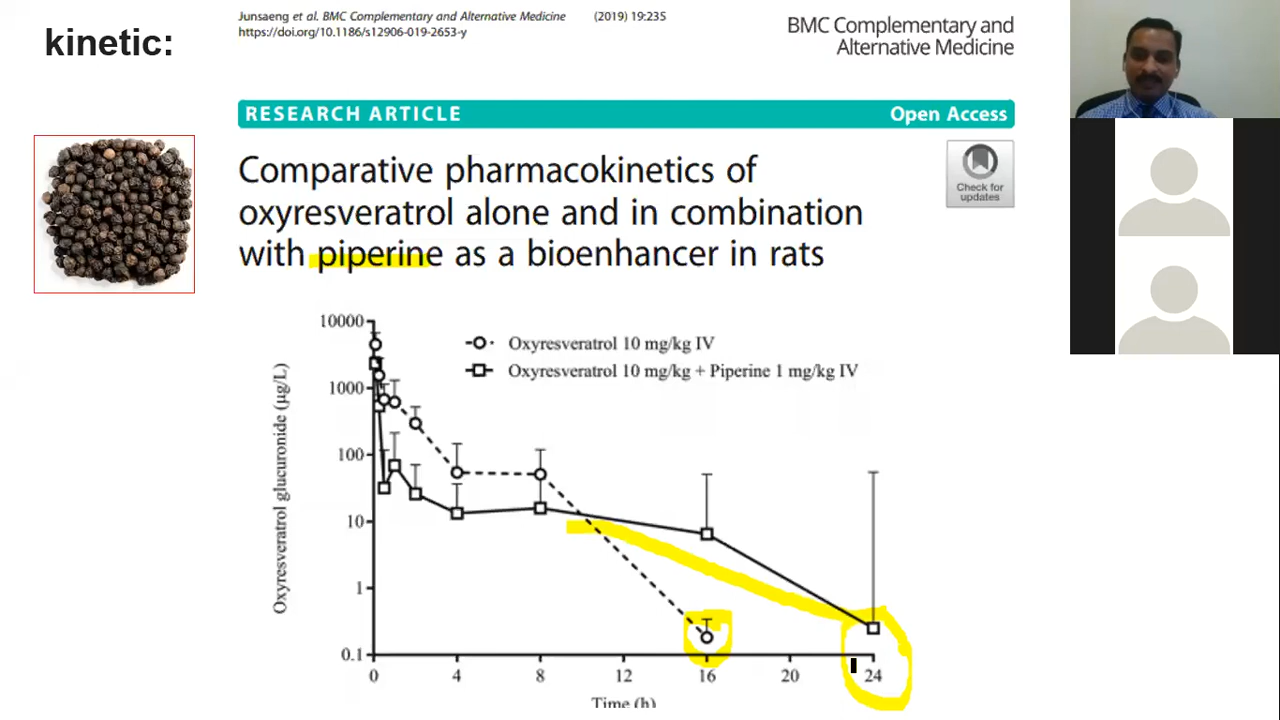 kinetic:
Junsaeng et al. BMC Complementary and Alternative Medicine (2019) 19:235
https://doi.org/10.1186/s12906-019-2653-y
BMC Complementary and
Alternative Medicine
RESEARCH ARTICLE Open Access
Comparative pharmacokinetics of
oxyresveratrol alone and in combination
with piperine as a bioenhancer in rats
Check for
updates
Oxyresveratrol 10 mg/kg IV
Oxyresveratrol 10 mg/kg + Piperine 1 mg/kg IV
Oxyresveratrol glucuronide (µg/L)
10000
1000
100
10
1
0.1
0 4 8 12 16 20 24
Time (h)